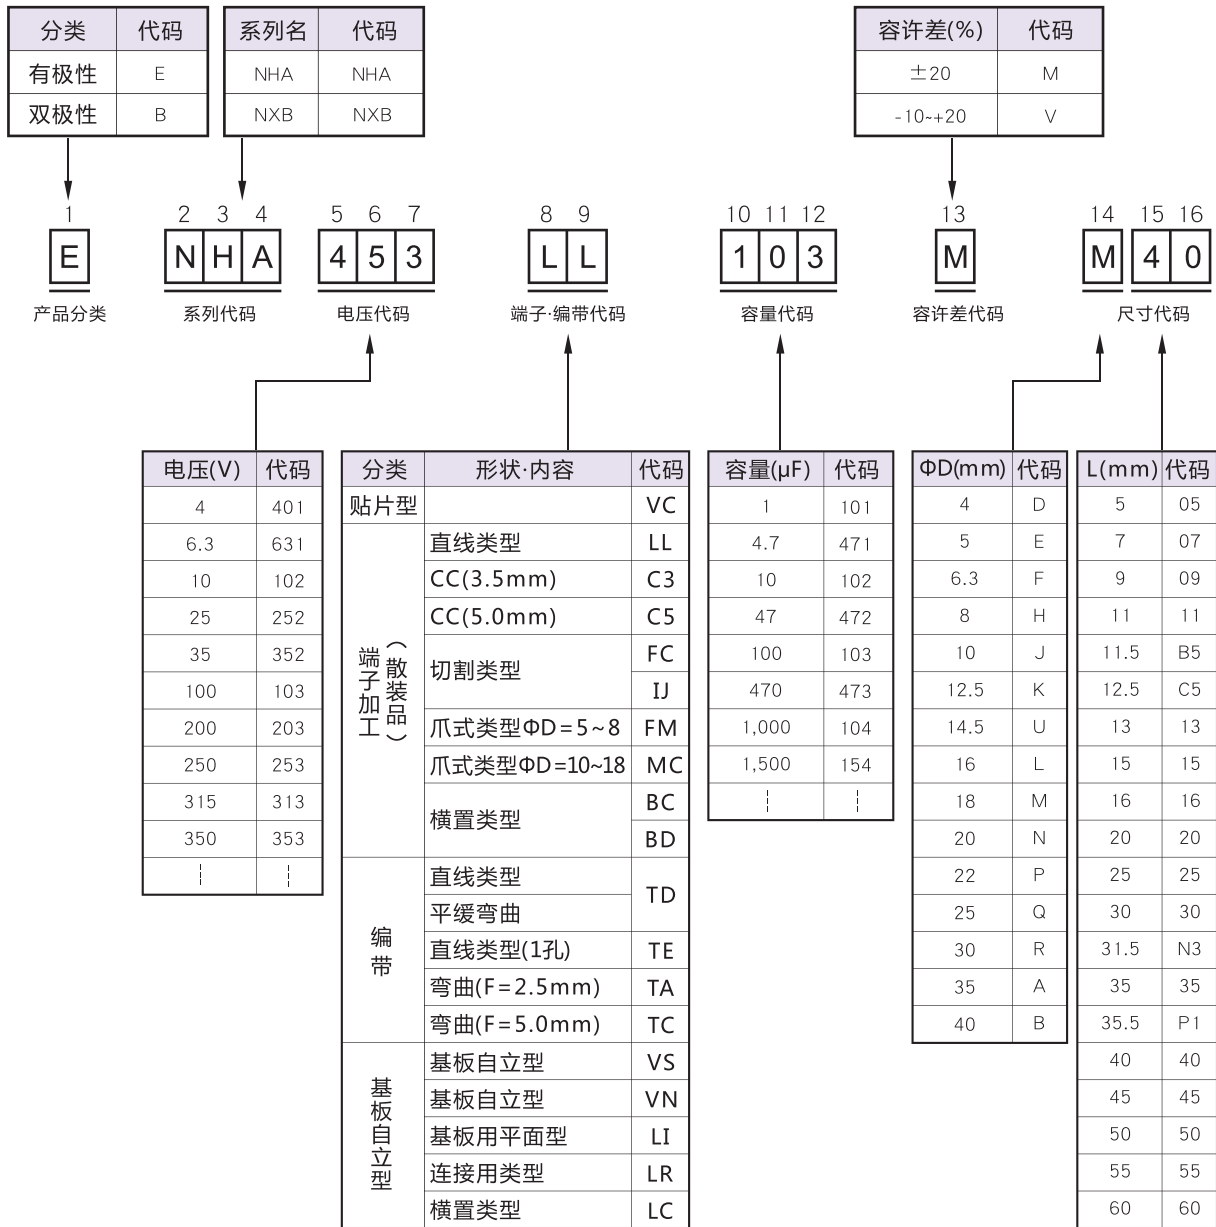 分类 代码 系列名 代码 容许差(%) 代码
有极性 E NHA NHA ±20 M
双极性 B NXB NXB -10~+20 V
1 2 3 4 5 6 7 8 9 10 11 12 13 14 15 16
E N H A 4 5 3 L L 1 0 3 M M 4 0
产品分类 系列代码 电压代码 端子·编带代码 容量代码 容许差代码 尺寸代码
电压(V) 代码
4 401
6.3 631
10 102
25 252
35 352
100 103
200 203
250 253
315 313
350 353
分类 形状·内容 代码
贴片型 VC
端子加工
(散装品)
直线类型 LL
CC(3.5mm) C3
CC(5.0mm) C5
切割类型 FC
IJ
爪式类型ΦD=5~8 FM
爪式类型ΦD=10~18 MC
横置类型 BC
BD
编带
直线类型 TD
平缓弯曲
直线类型(1孔) TE
弯曲(F=2.5mm) TA
弯曲(F=5.0mm) TC
基板自立型
基板自立型 VS
基板自立型 VN
基板用平面型 LI
连接用类型 LR
横置类型 LC
容量(μF) 代码
1 101
4.7 471
10 102
47 472
100 103
470 473
1,000 104
1,500 154
ΦD(mm) 代码
4 D
5 E
6.3 F
8 H
10 J
12.5 K
14.5 U
16 L
18 M
20 N
22 P
25 Q
30 R
35 A
40 B
L(mm) 代码
5 05
7 07
9 09
11 11
11.5 B5
12.5 C5
13 13
15 15
16 16
20 20
25 25
30 30
31.5 N3
35 35
35.5 P1
40 40
45 45
50 50
55 55
60 60